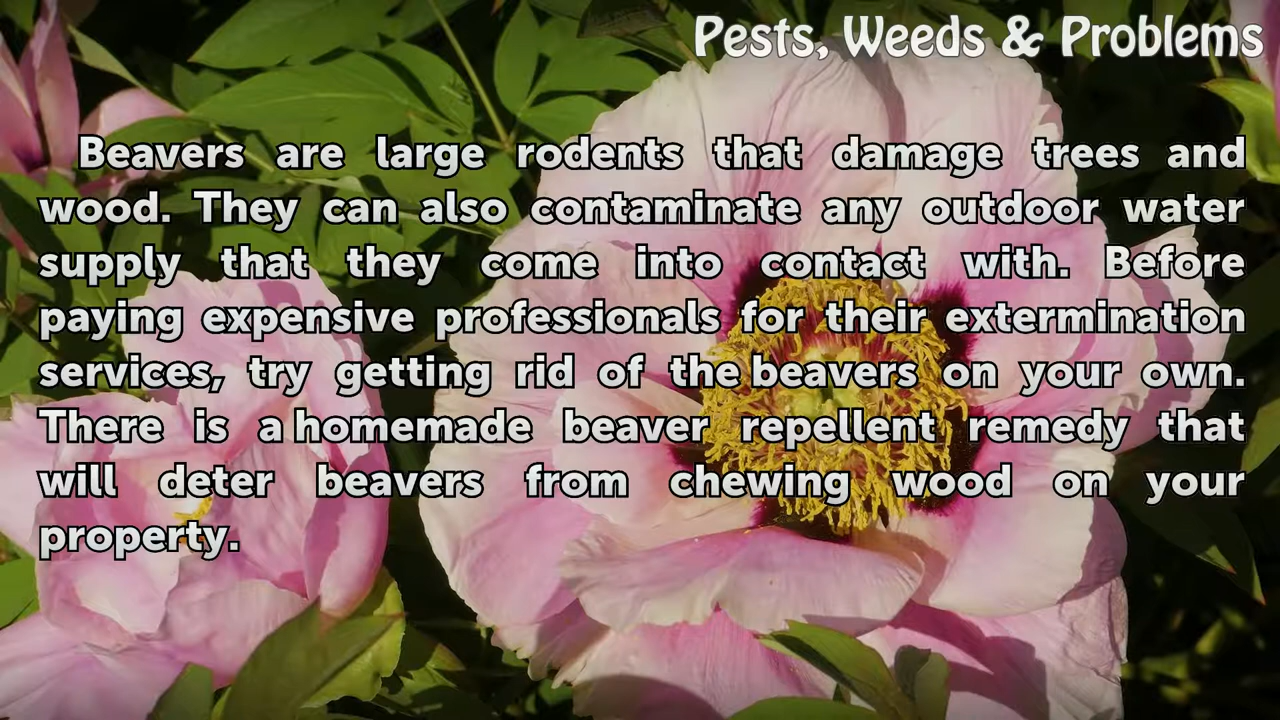 Pests, Weeds & Problems
Beavers are large rodents that damage trees and
wood. They can also contaminate any outdoor water
supply that they come into contact with. Before
paying expensive professionals for their extermination
services, try getting rid of the beavers on your own.
There is a homemade beaver repellent remedy that
will deter beavers from chewing wood on your
property.